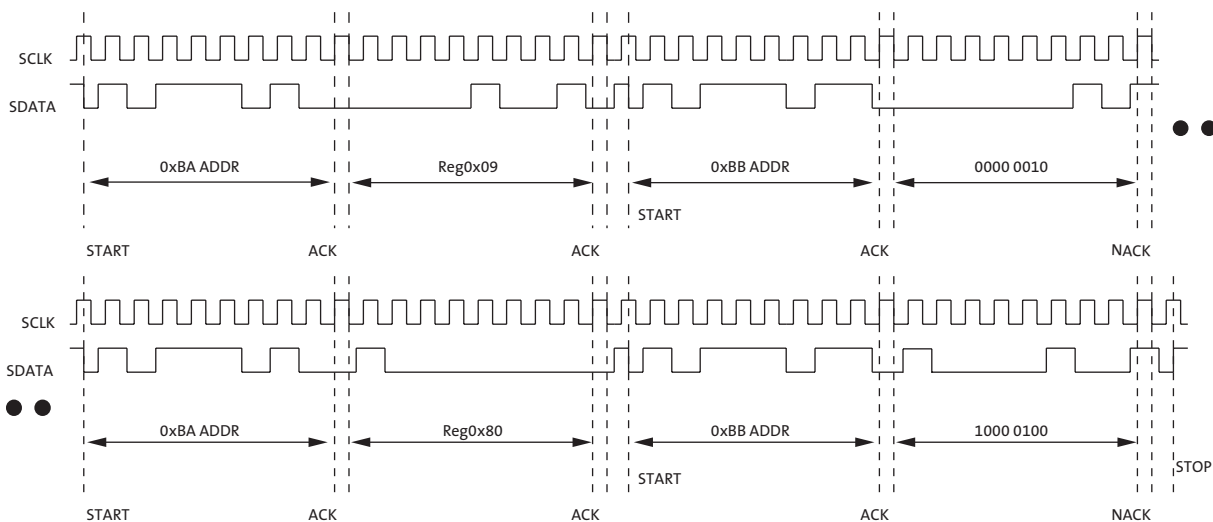 SCLK
SDATA
0xBA ADDR Reg0x09 0xBB ADDR 0000 0010
START
START ACK ACK ACK NACK
SCLK
SDATA
0xBA ADDR Reg0x80 0xBB ADDR 1000 0100
STOP
START
START ACK ACK ACK NACK